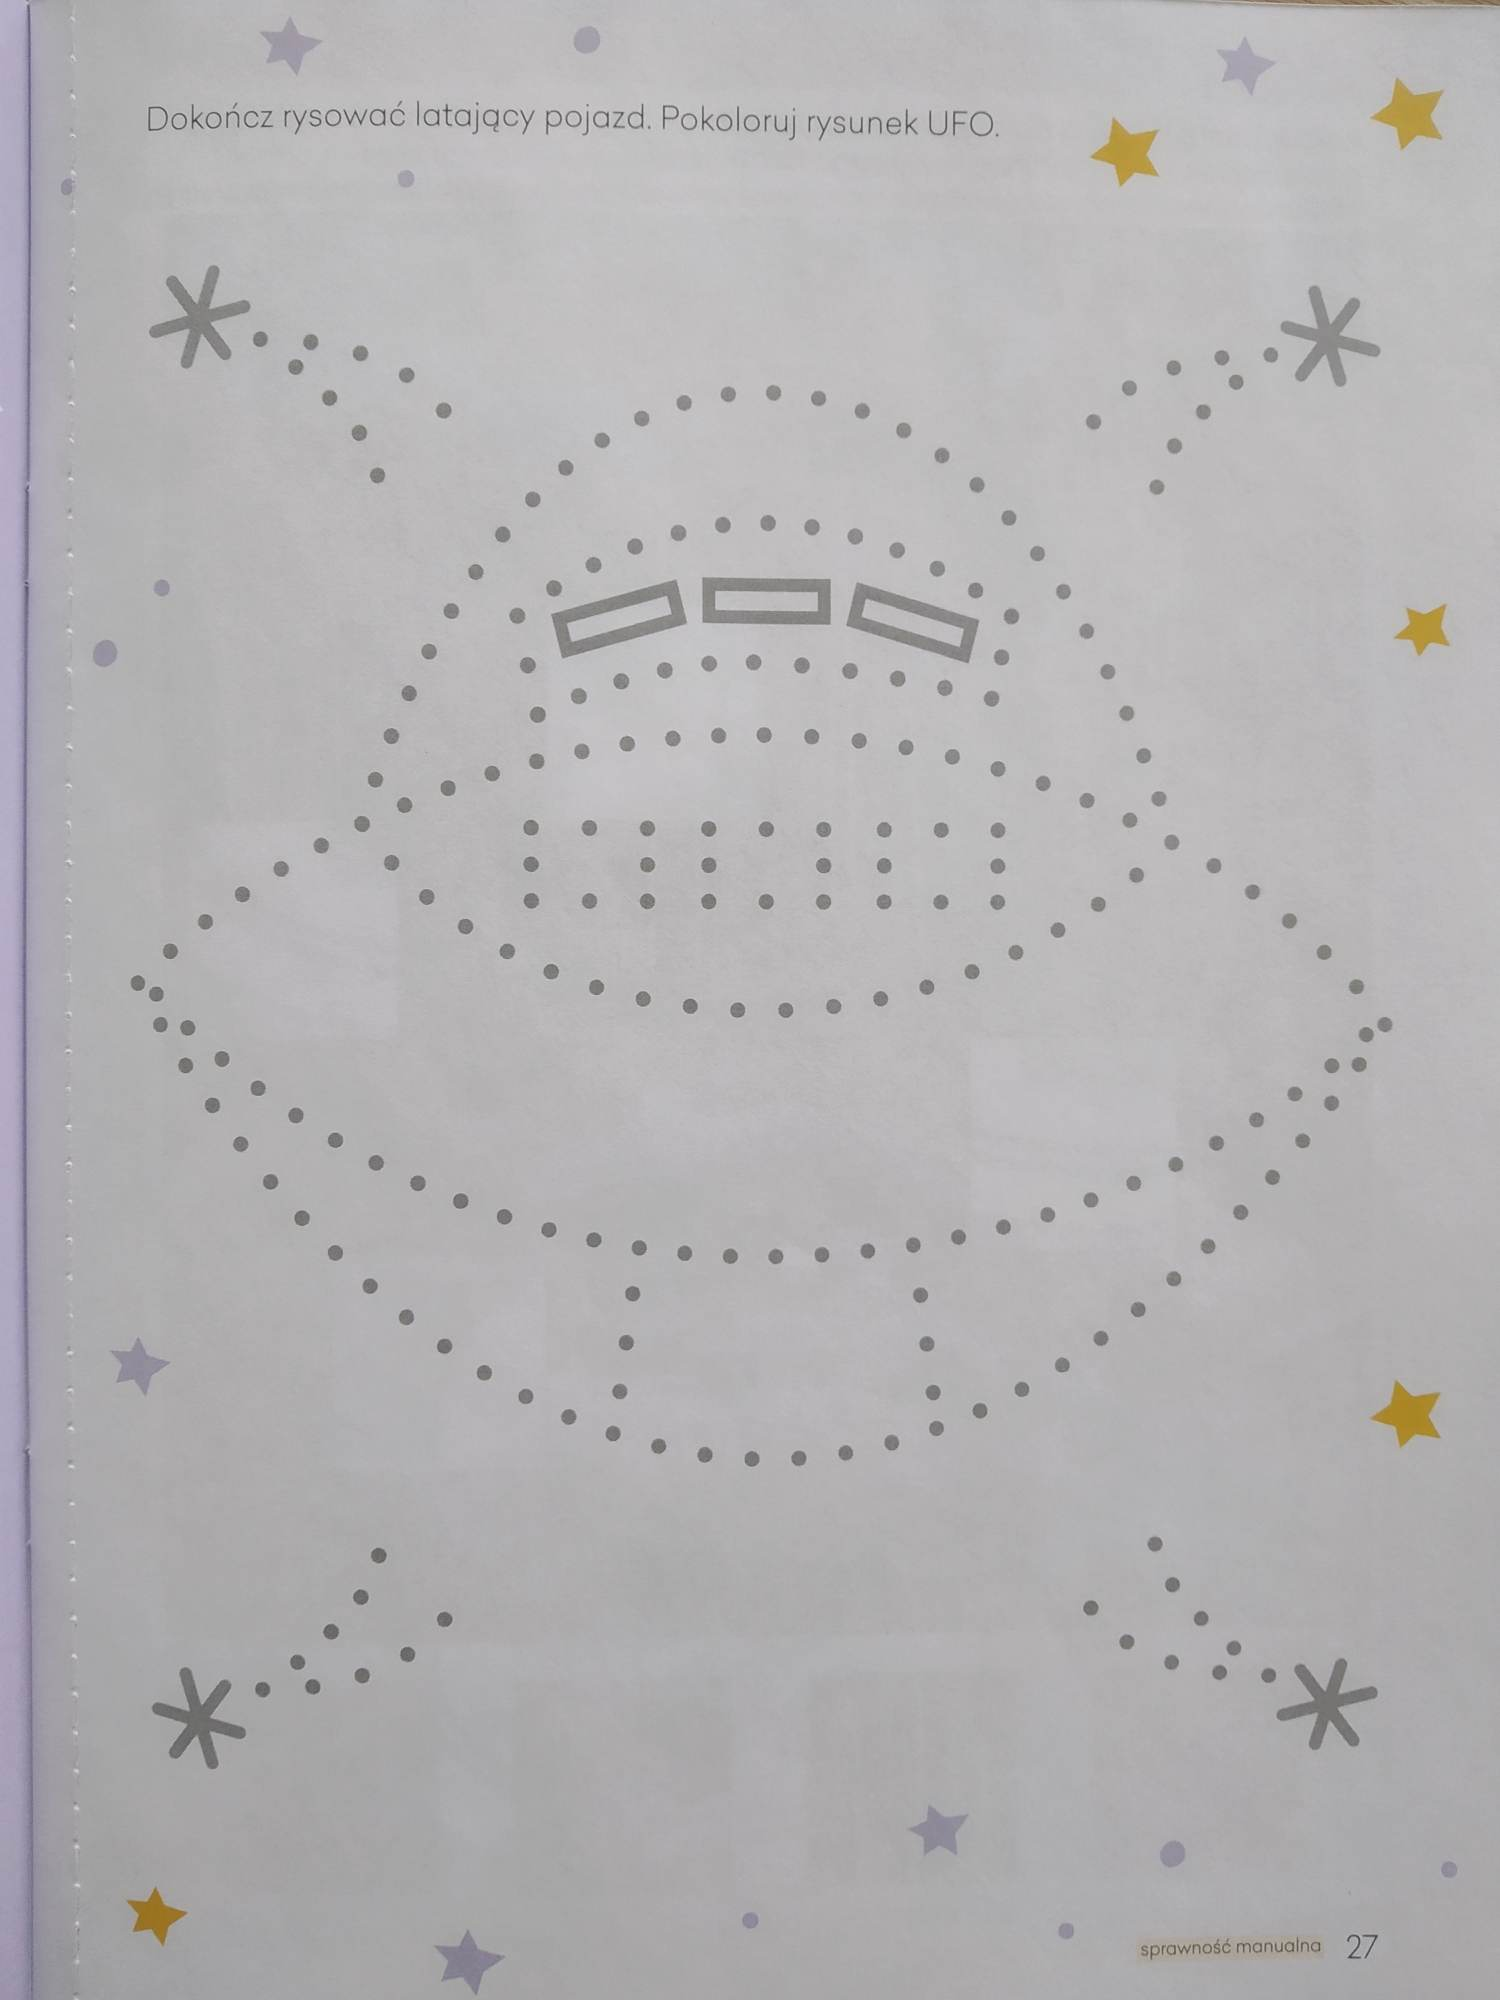 Dokończ rysować latający pojazd. Pokoloruj rysunek UFO.
sprawność manualna 27